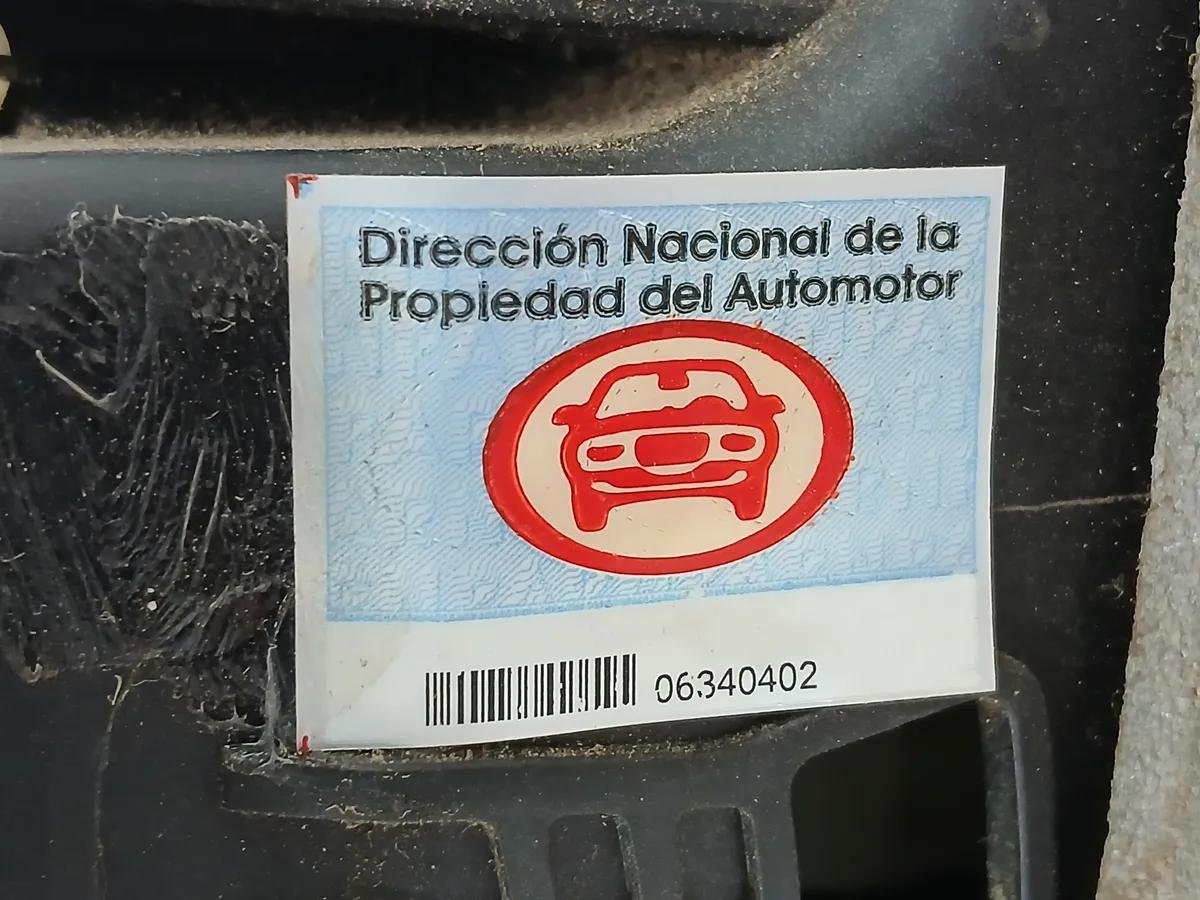 Dirección Nacional de la
Propiedad del Automotor
06340402